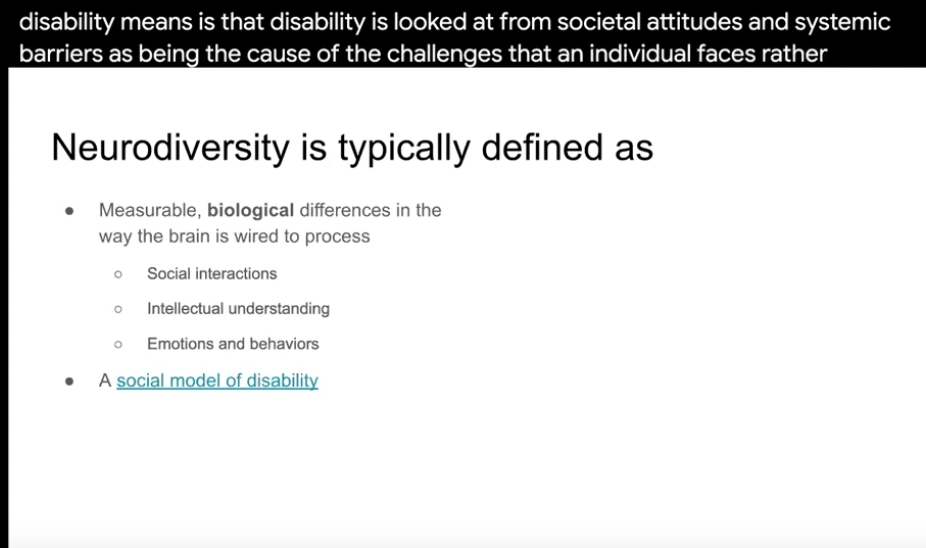 disability means is that disability is looked at from societal attitudes and systemic
barriers as being the cause of the challenges that an individual faces rather
Neurodiversity is typically defined as
● Measurable, biological differences in the
way the brain is wired to process
○ Social interactions
○ Intellectual understanding
○ Emotions and behaviors
● A social model of disability